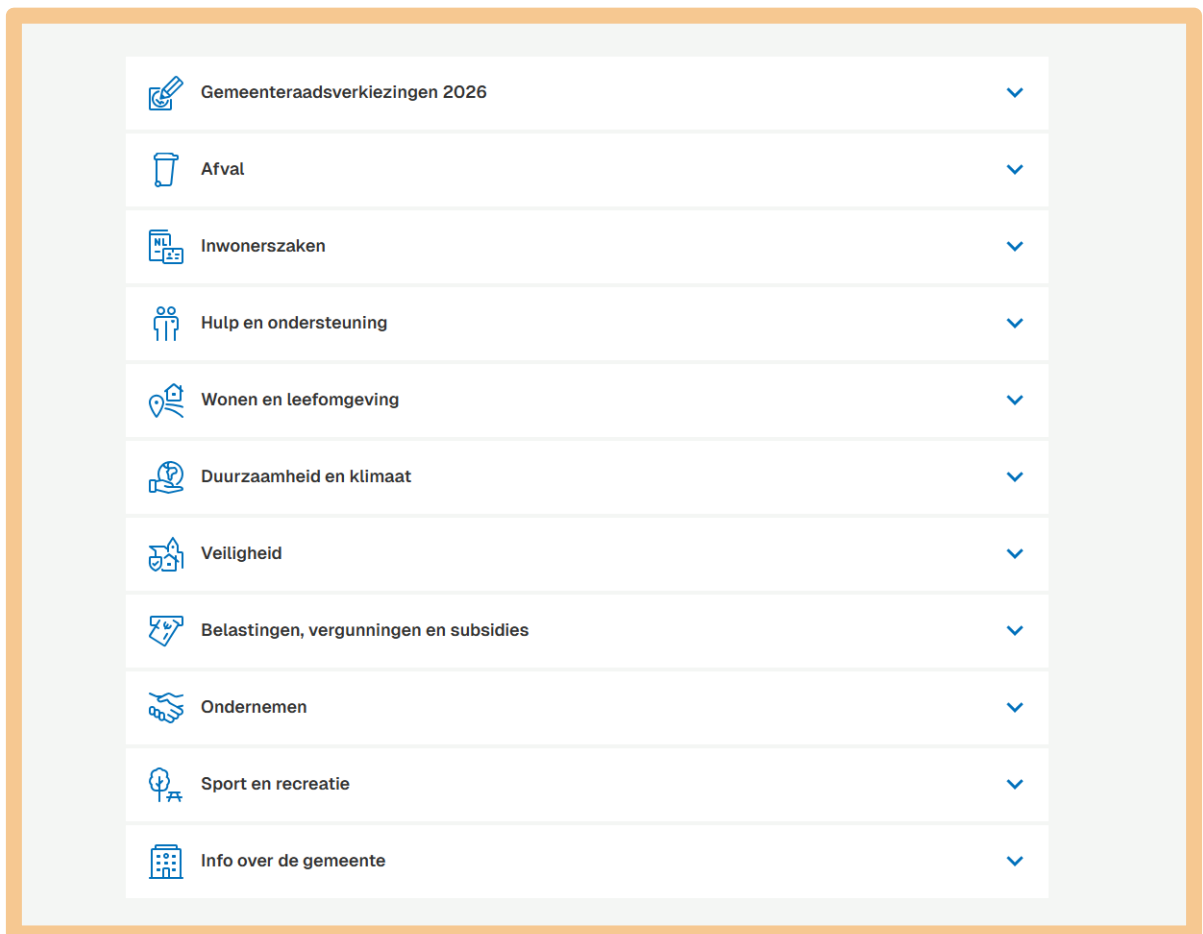 Gemeenteraadsverkiezingen 2026
Afval
NL
Inwonerszaken
Hulp en ondersteuning
Wonen en leefomgeving
Duurzaamheid en klimaat
Veiligheid
Belastingen, vergunningen en subsidies
Ondernemen
Sport en recreatie
Info over de gemeente